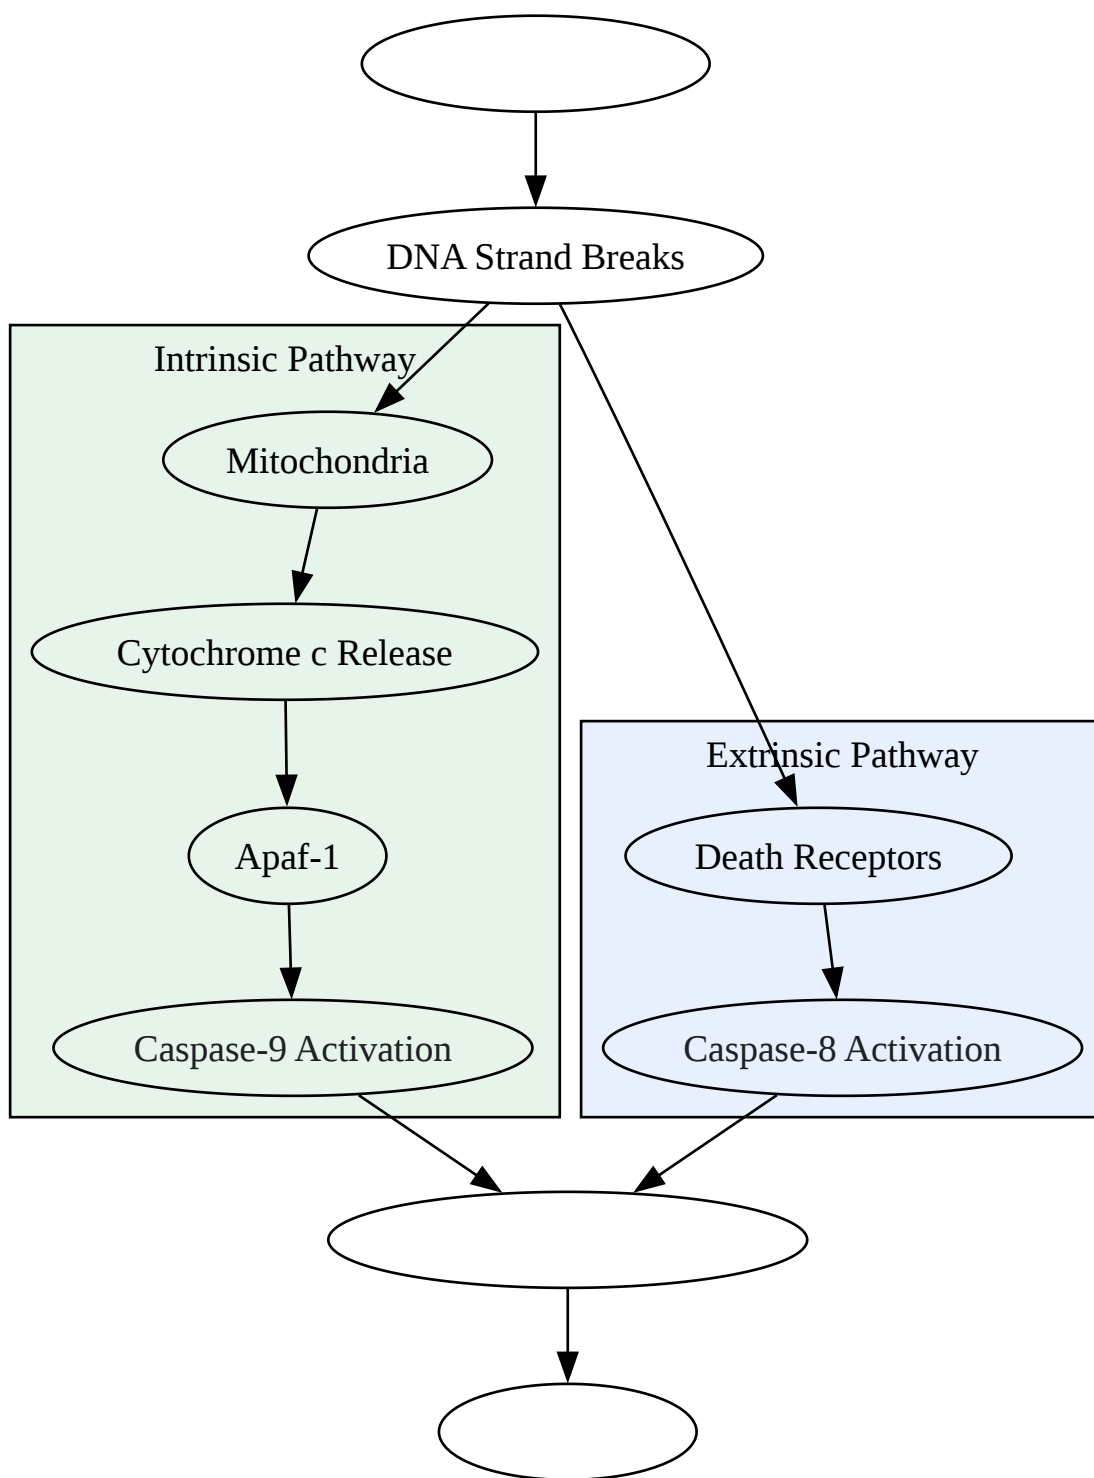 DNA Strand Breaks
Intrinsic Pathway
Mitochondria
Cytochrome c Release
Apaf-1
Caspase-9 Activation
Extrinsic Pathway
Death Receptors
Caspase-8 Activation